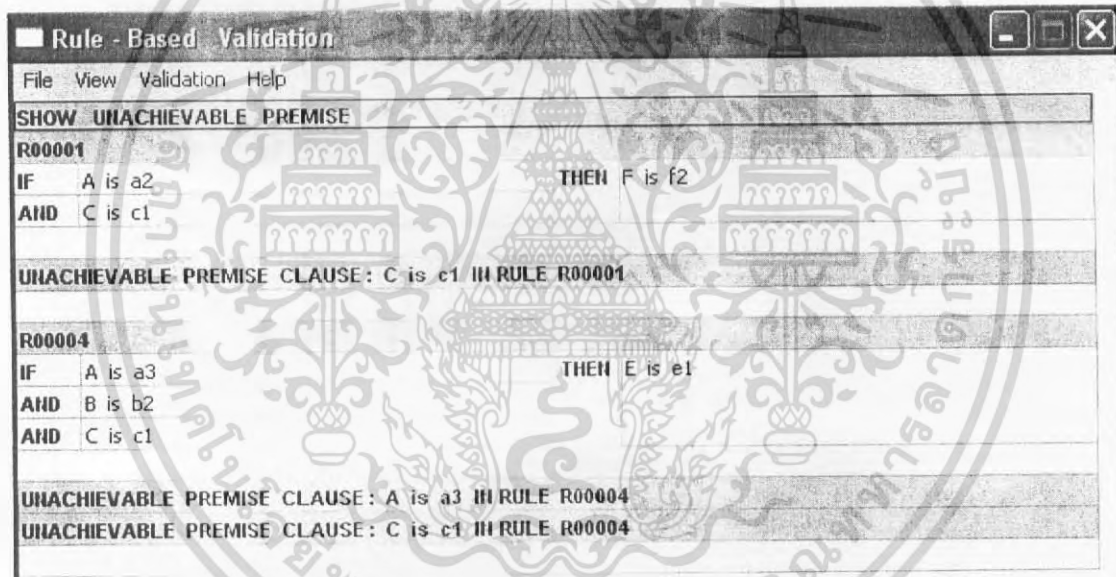 Rule - Based Validation
File View Validation Help
SHOW UNACHIEVABLE PREMISE
R00001
IF A is a2 THEN F is f2
AND C is c1
UNACHIEVABLE PREMISE CLAUSE : C is c1 IN RULE R00001
R00004
IF A is a3 THEN E is e1
AND B is b2
AND C is c1
UNACHIEVABLE PREMISE CLAUSE : A is a3 IN RULE R00004
UNACHIEVABLE PREMISE CLAUSE : C is c1 IN RULE R00004